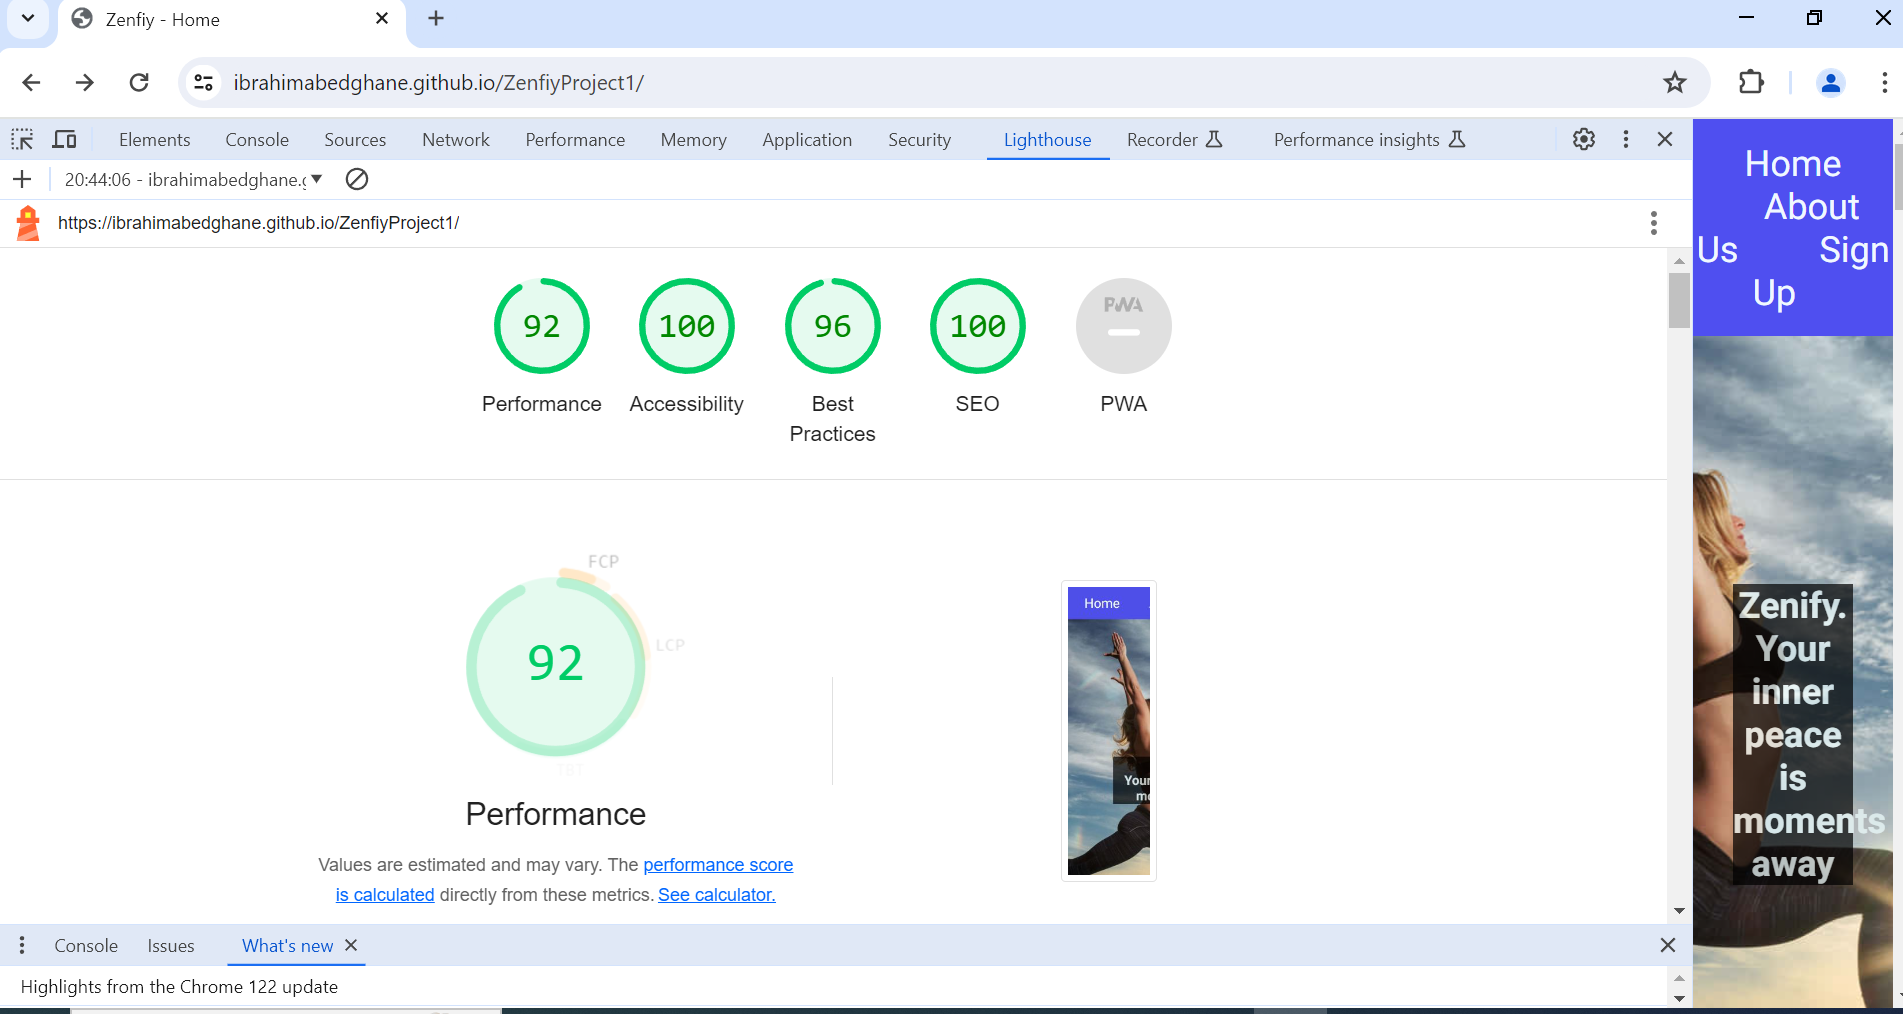 Zenfiy - Home
ibrahimabedghane.github.io/ZenfiyProject1/
Elements Console Sources Network Performance Memory Application Security Lighthouse Recorder Performance insights
20:44:06 - ibrahimabedghane.g
https://ibrahimabedghane.github.io/ZenfiyProject1/
92 100 96 100 PWA
Performance Accessibility Best SEO PWA
Practices
FCP
LCP
92
TBT
Performance
Values are estimated and may vary. The performance score
is calculated directly from these metrics. See calculator.
Home
Your
mo
Home
About
Us Sign
Up
Zenify.
Your
inner
peace
is
moments
away
Console Issues What's new
Highlights from the Chrome 122 update